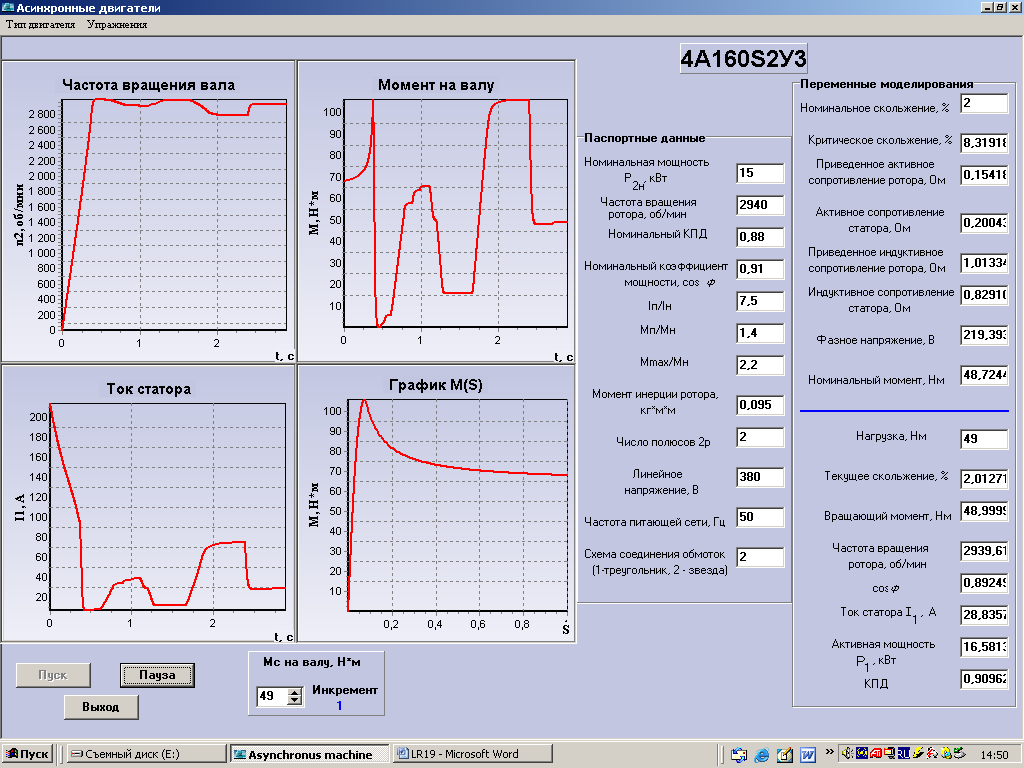 Асинхронные двигатели
Тип двигателя Упражнения
4А160S2У3
Частота вращения вала
n2, об/мин
2 800
2 600
2 400
2 200
2 000
1 800
1 600
1 400
1 200
1 000
800
600
400
200
0
0 1 2
t, с
Момент на валу
М, Н*м
100
90
80
70
60
50
40
30
20
10
0 1 2
t, с
Ток статора
I1, А
200
180
160
140
120
100
80
60
40
20
0 1 2
t, с
График M(S)
М, Н*м
100
90
80
70
60
50
40
30
20
10
0,2 0,4 0,6 0,8
S
Паспортные данные
Номинальная мощность
P2н, кВт 15
Частота вращения
ротора, об/мин 2940
Номинальный КПД 0,88
Номинальный коэффициент
мощности, cos φ 0,91
Iп/Iн 7,5
Мп/Мн 1,4
Mmax/Мн 2,2
Момент инерции ротора,
кг*м*м 0,095
Число полюсов 2p 2
Линейное
напряжение, В 380
Частота питающей сети, Гц 50
Схема соединения обмоток
(1-треугольник, 2 - звезда) 2
Переменные моделирования
Номинальное скольжение, % 2
Критическое скольжение, % 8,31918
Приведенное активное
сопротивление ротора, Ом 0,15418
Активное сопротивление
статора, Ом 0,20043
Приведенное индуктивное
сопротивление ротора, Ом 1,01334
Индуктивное сопротивление
статора, Ом 0,82910
Фазное напряжение, В 219,393
Номинальный момент, Нм 48,7244
Нагрузка, Нм 49
Текущее скольжение, % 2,01271
Вращающий момент, Нм 48,9999
Частота вращения
ротора, об/мин 2939,61
cos φ 0,89249
Ток статора I1, А 28,8357
Активная мощность
P1, кВт 16,5813
КПД 0,90962
Пуск Пауза
Выход
Мс на валу, Н*м
49 Инкремент
1
Пуск Съемный диск (E:) Asynchronus machine LR19 - Microsoft Word » RU 14:50